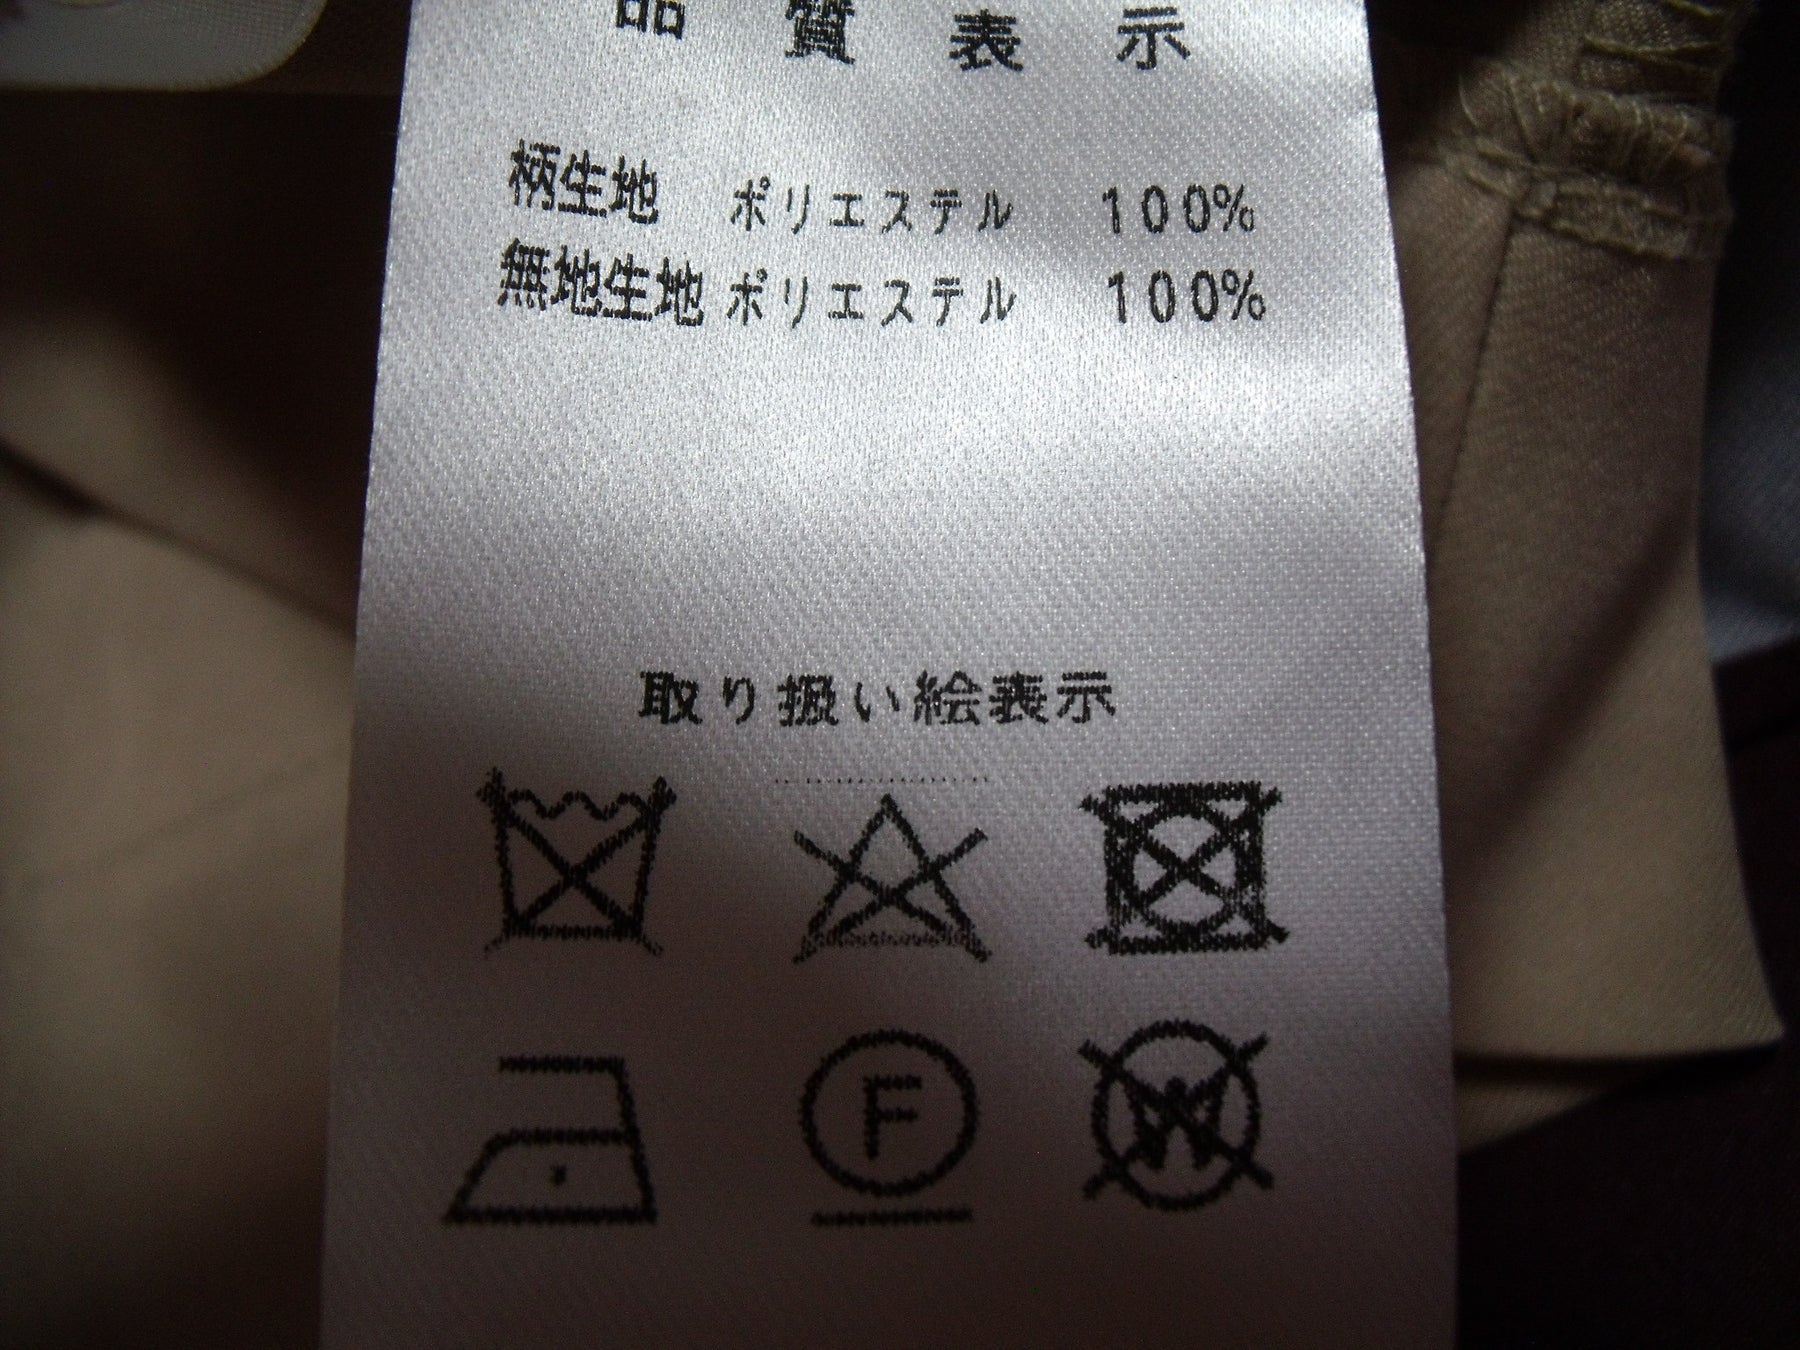 品質表示
柄生地 ポリエステル 100%
無地生地 ポリエステル 100%
取り扱い絵表示
F W